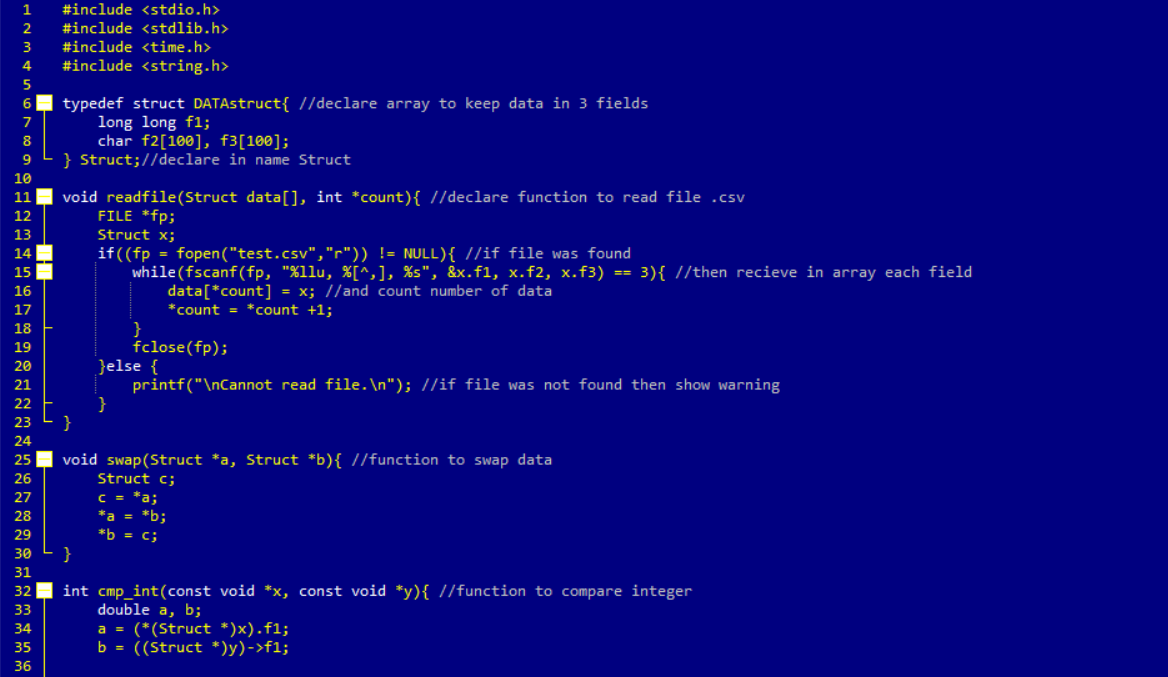 1 #include <stdio.h>
2 #include <stdlib.h>
3 #include <time.h>
4 #include <string.h>
5
6 typedef struct DATAstruct{ //declare array to keep data in 3 fields
7 long long f1;
8 char f2[100], f3[100];
9 } Struct;//declare in name Struct
10
11 void readfile(Struct data[], int *count){ //declare function to read file .csv
12 FILE *fp;
13 Struct x;
14 if((fp = fopen("test.csv","r")) != NULL){ //if file was found
15 while(fscanf(fp, "%llu, %[^,], %s", &x.f1, x.f2, x.f3) == 3){ //then recieve in array each field
16 data[*count] = x; //and count number of data
17 *count = *count +1;
18 }
19 fclose(fp);
20 }else {
21 printf("\nCannot read file.\n"); //if file was not found then show warning
22 }
23 }
24
25 void swap(Struct *a, Struct *b){ //function to swap data
26 Struct c;
27 c = *a;
28 *a = *b;
29 *b = c;
30 }
31
32 int cmp_int(const void *x, const void *y){ //function to compare integer
33 double a, b;
34 a = (*(Struct *)x).f1;
35 b = ((Struct *)y)->f1;
36